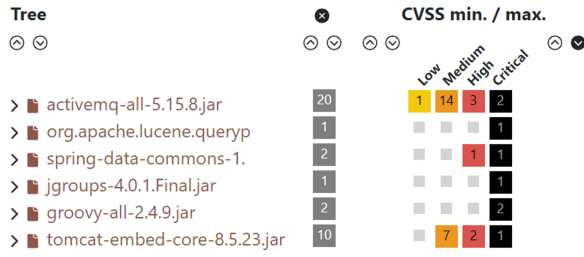 Tree CVSS min. / max.
Low Medium High Critical
activemq-all-5.15.8.jar 20 1 14 3 2
org.apache.lucene.queryp 1 1
spring-data-commons-1. 2 1 1
jgroups-4.0.1.Final.jar 1 1
groovy-all-2.4.9.jar 2 2
tomcat-embed-core-8.5.23.jar 10 7 2 1